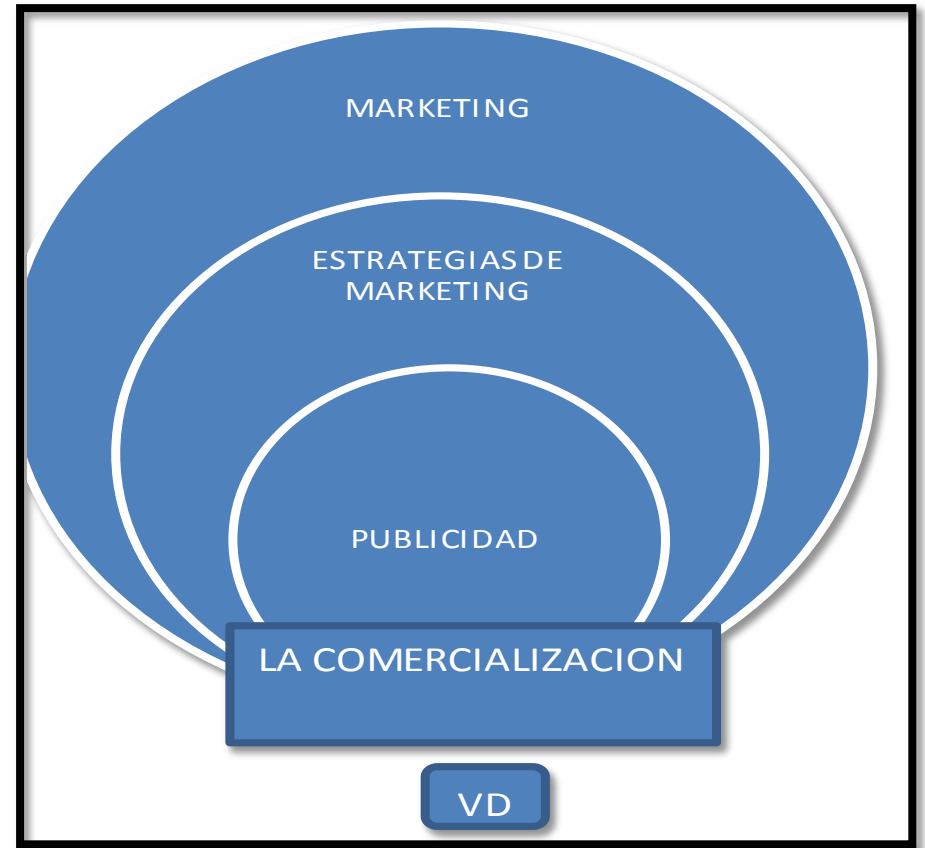 MARKETING
ESTRATEGIAS DE
MARKETING
PUBLICIDAD
LA COMERCIALIZACION
VD